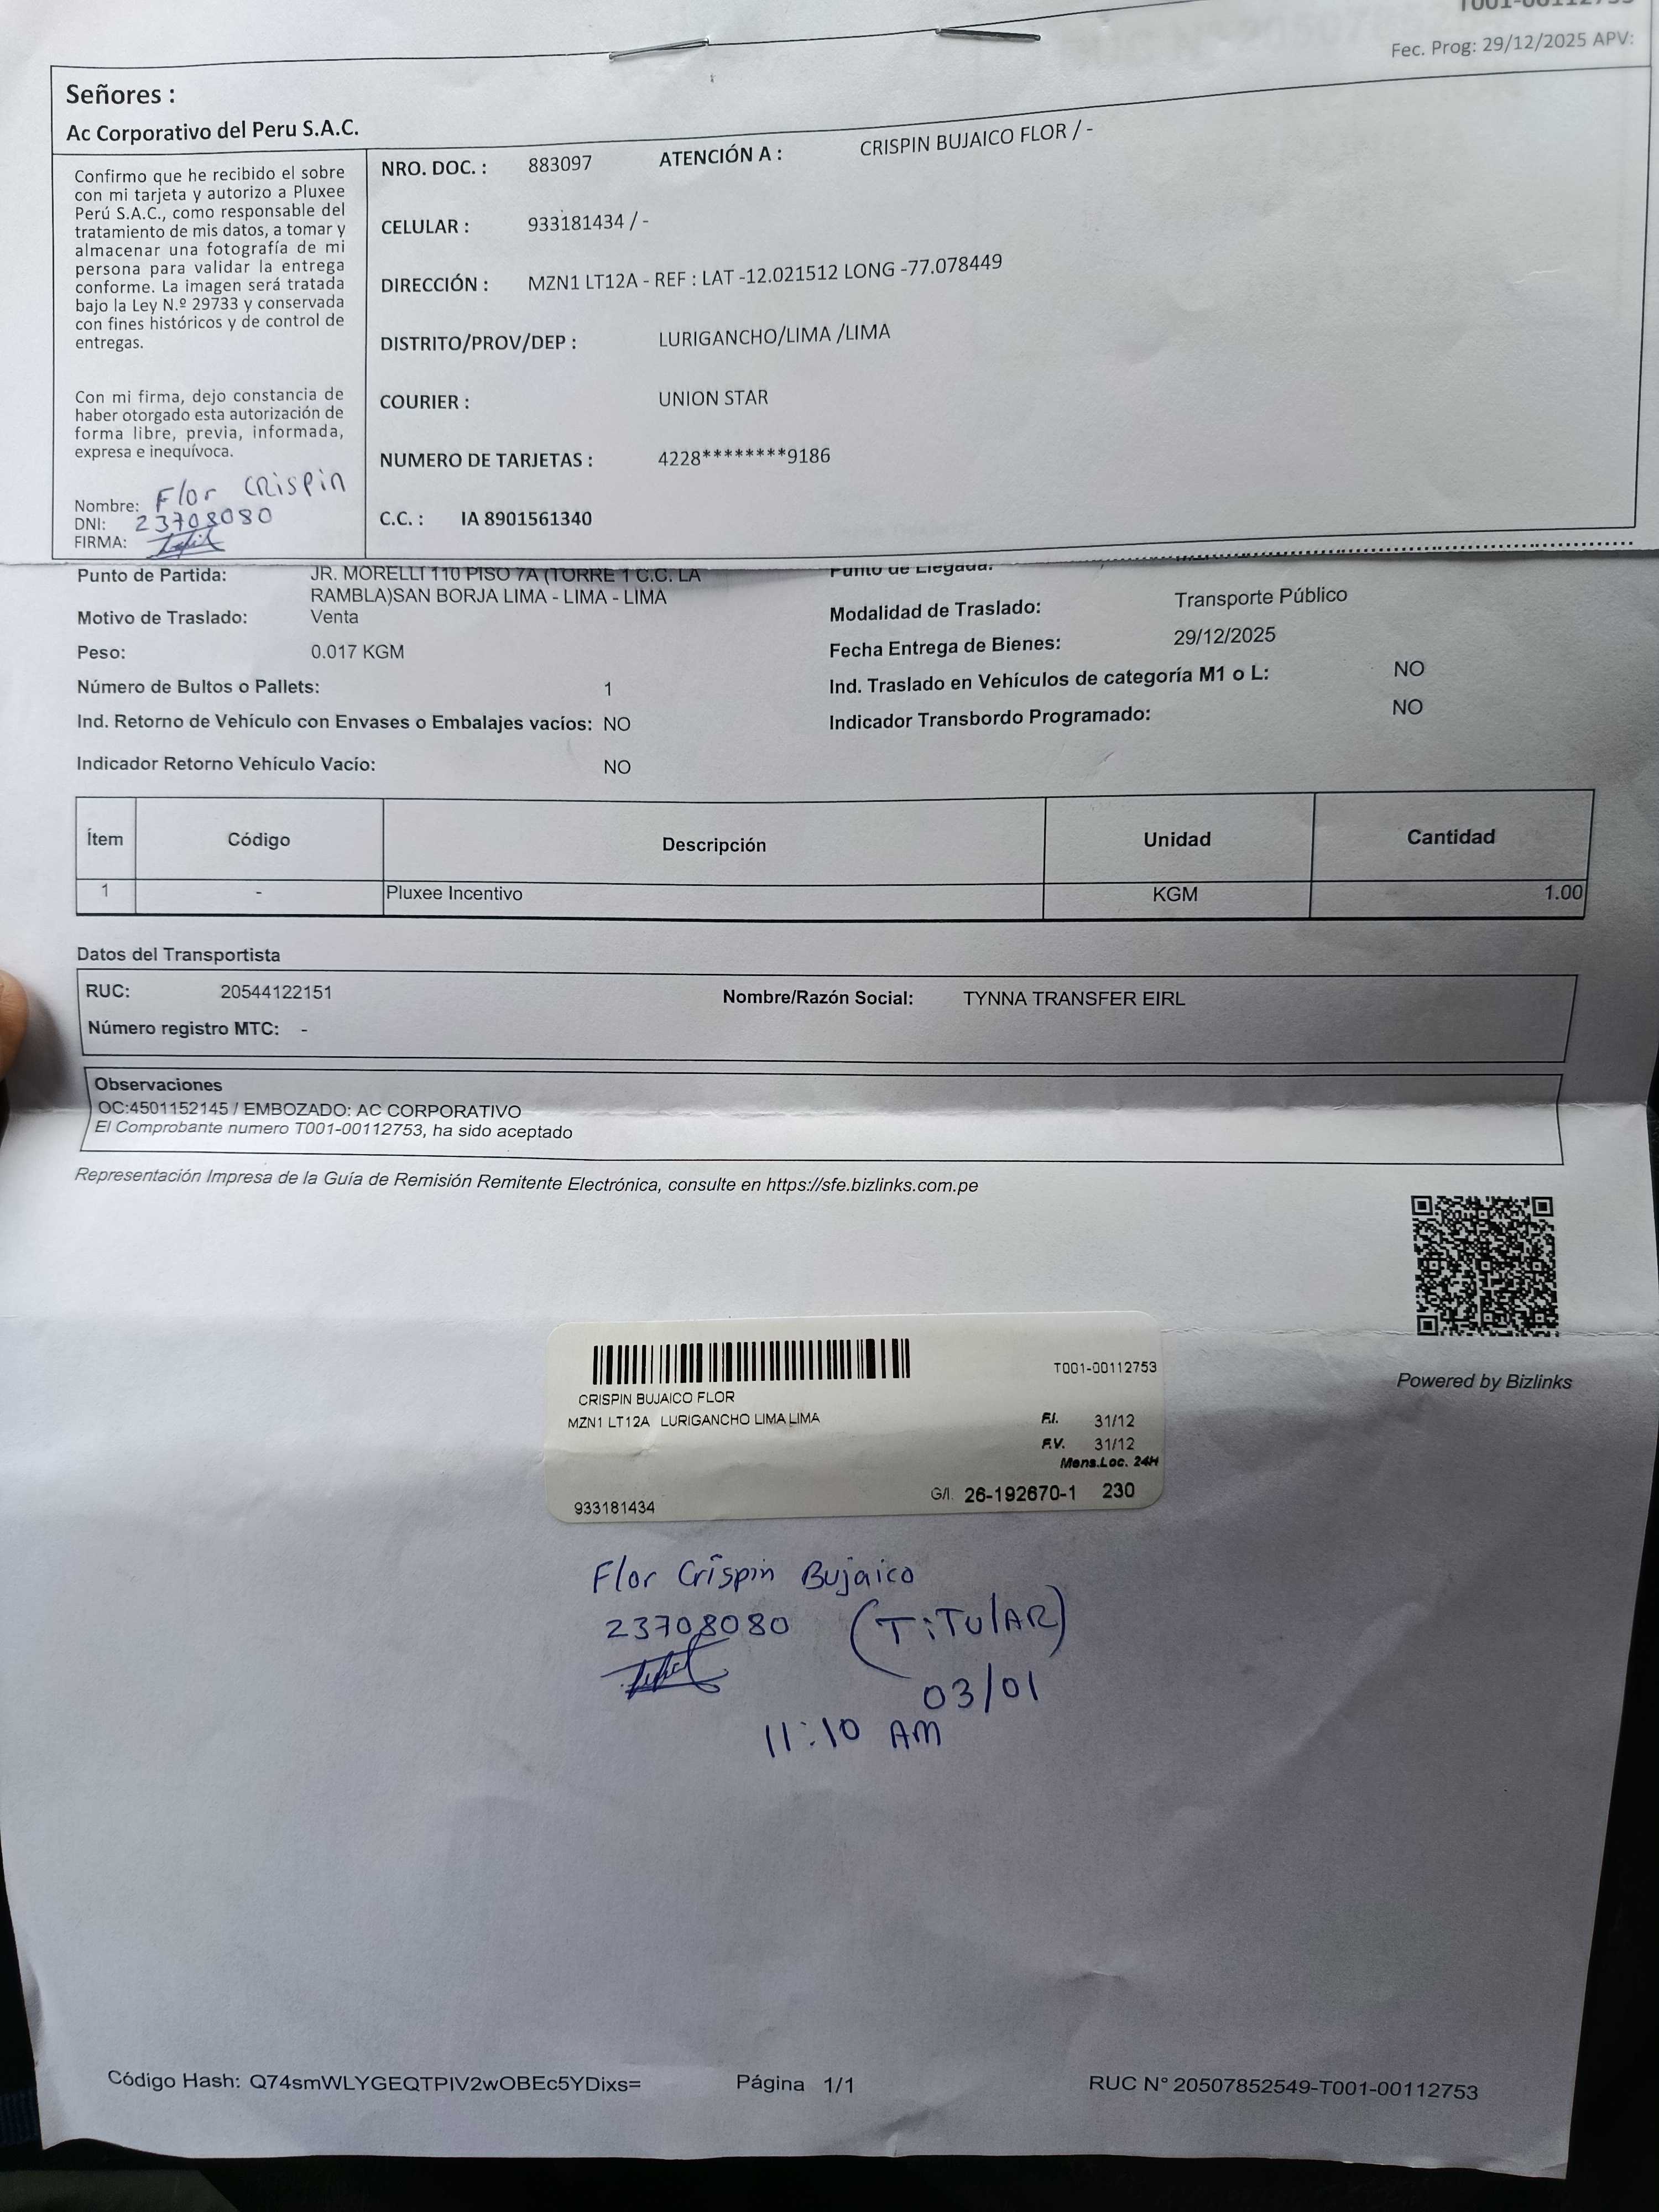 T001-00112753
Fec. Prog: 29/12/2025 APV:
Señores :
Ac Corporativo del Peru S.A.C.
Confirmo que he recibido el sobre
con mi tarjeta y autorizo a Pluxee
Perú S.A.C., como responsable del
tratamiento de mis datos, a tomar y
almacenar una fotografía de mi
persona para validar la entrega
conforme. La imagen será tratada
bajo la Ley N.º 29733 y conservada
con fines históricos y de control de
entregas.
Con mi firma, dejo constancia de
haber otorgado esta autorización de
forma libre, previa, informada,
expresa e inequívoca.
Nombre: Flor Crispin
DNI: 23708080
FIRMA:
NRO. DOC. : 883097 ATENCIÓN A : CRISPIN BUJAICO FLOR / -
CELULAR : 933181434 / -
DIRECCIÓN : MZN1 LT12A - REF : LAT -12.021512 LONG -77.078449
DISTRITO/PROV/DEP : LURIGANCHO/LIMA /LIMA
COURIER : UNION STAR
NUMERO DE TARJETAS : 4228********9186
C.C. : IA 8901561340
Punto de Partida: JR. MORELLI 110 PISO 7A (TORRE 1 C.C. LA
RAMBLA)SAN BORJA LIMA - LIMA - LIMA
Punto de Llegada:
Motivo de Traslado: Venta
Modalidad de Traslado: Transporte Público
Peso: 0.017 KGM
Fecha Entrega de Bienes: 29/12/2025
Número de Bultos o Pallets: 1
Ind. Traslado en Vehículos de categoría M1 o L: NO
Ind. Retorno de Vehículo con Envases o Embalajes vacíos: NO
Indicador Transbordo Programado: NO
Indicador Retorno Vehículo Vacío: NO
Ítem Código Descripción Unidad Cantidad
1 - Pluxee Incentivo KGM 1.00
Datos del Transportista
RUC: 20544122151 Nombre/Razón Social: TYNNA TRANSFER EIRL
Número registro MTC: -
Observaciones
OC:4501152145 / EMBOZADO: AC CORPORATIVO
El Comprobante numero T001-00112753, ha sido aceptado
Representación Impresa de la Guía de Remisión Remitente Electrónica, consulte en https://sfe.bizlinks.com.pe
Powered by Bizlinks
T001-00112753
CRISPIN BUJAICO FLOR
MZN1 LT12A LURIGANCHO LIMA LIMA
F.I. 31/12
F.V. 31/12
Mens.Loc. 24H
G/I. 26-192670-1 230
933181434
Flor Crispin Bujaico
23708080 (TiTulAR)
03/01
11:10 AM
Código Hash: Q74smWLYGEQTPIV2wOBEc5YDixs= Página 1/1 RUC N° 20507852549-T001-00112753